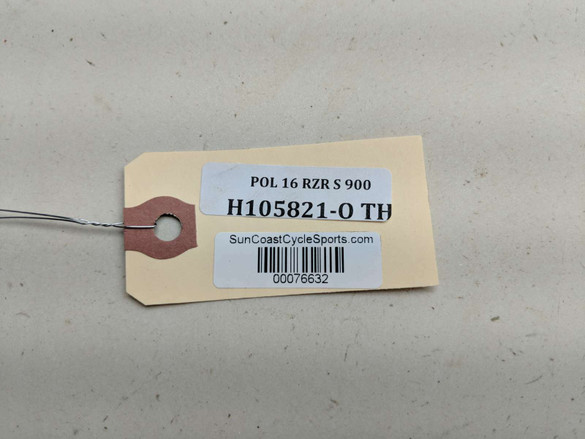 POL 16 RZR S 900
H105821-O TH
SunCoastCycleSports.com
00076632